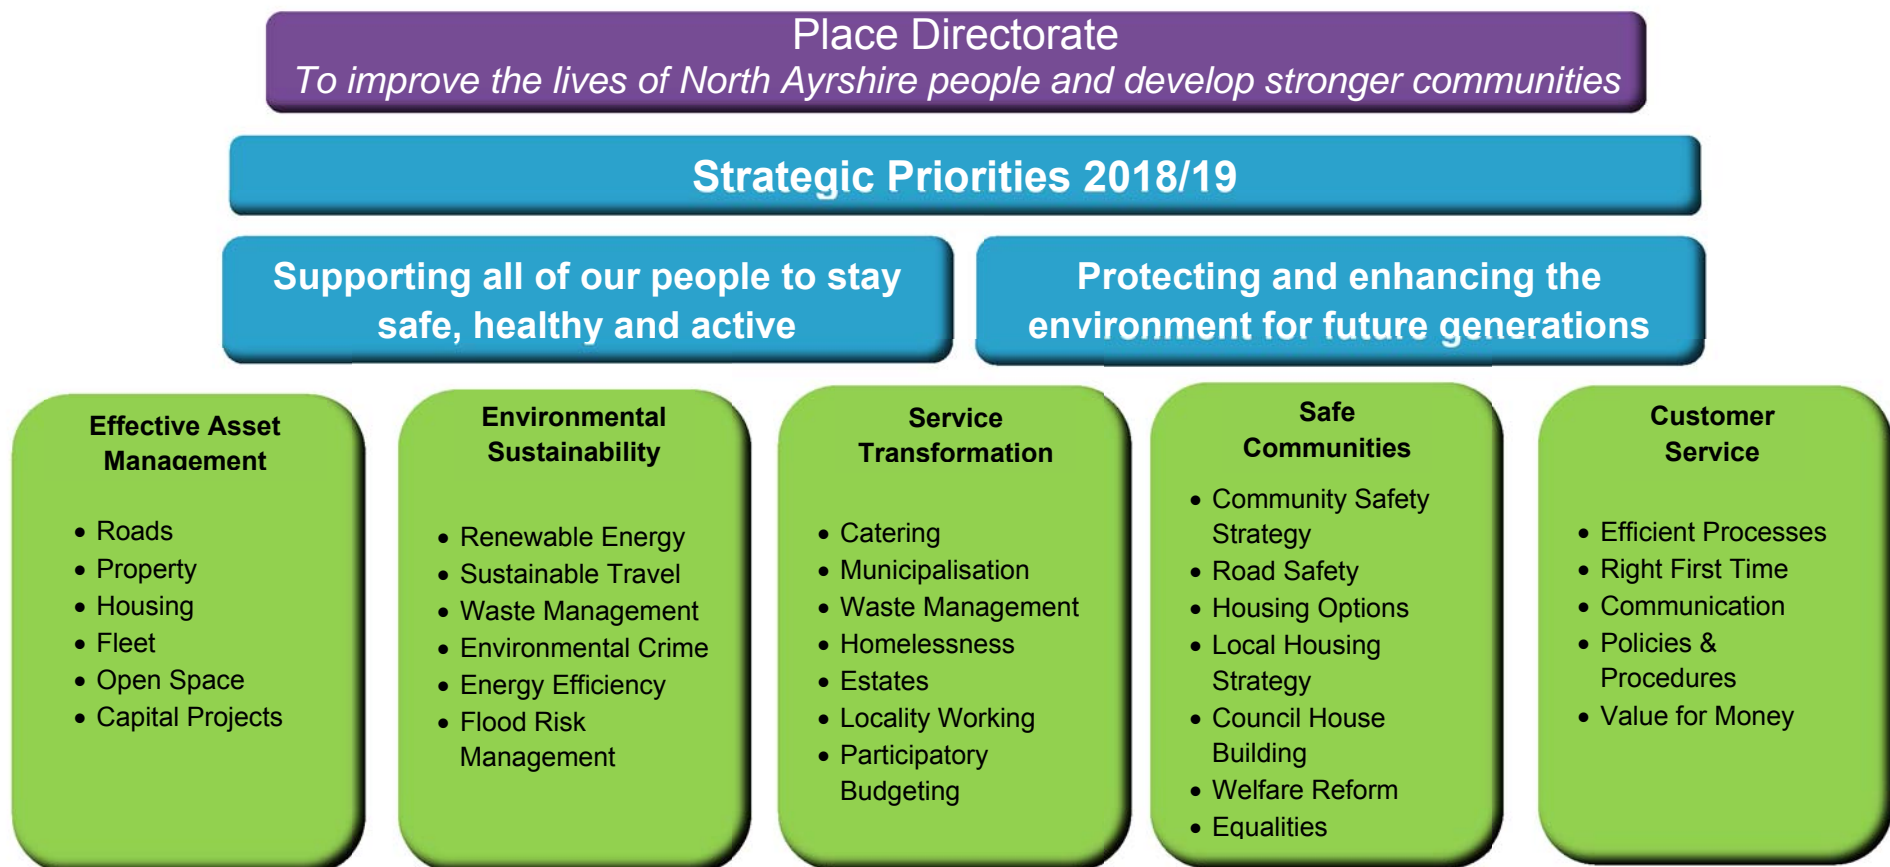 Place Directorate
To improve the lives of North Ayrshire people and develop stronger communities
Strategic Priorities 2018/19
Supporting all of our people to stay
safe, healthy and active
Protecting and enhancing the
environment for future generations
Effective Asset
Management
• Roads
• Property
• Housing
• Fleet
• Open Space
• Capital Projects
Environmental
Sustainability
• Renewable Energy
• Sustainable Travel
• Waste Management
• Environmental Crime
• Energy Efficiency
• Flood Risk
Management
Service
Transformation
• Catering
• Municipalisation
• Waste Management
• Homelessness
• Estates
• Locality Working
• Participatory
Budgeting
Safe
Communities
• Community Safety
Strategy
• Road Safety
• Housing Options
• Local Housing
Strategy
• Council House
Building
• Welfare Reform
• Equalities
Customer
Service
• Efficient Processes
• Right First Time
• Communication
• Policies &
Procedures
• Value for Money